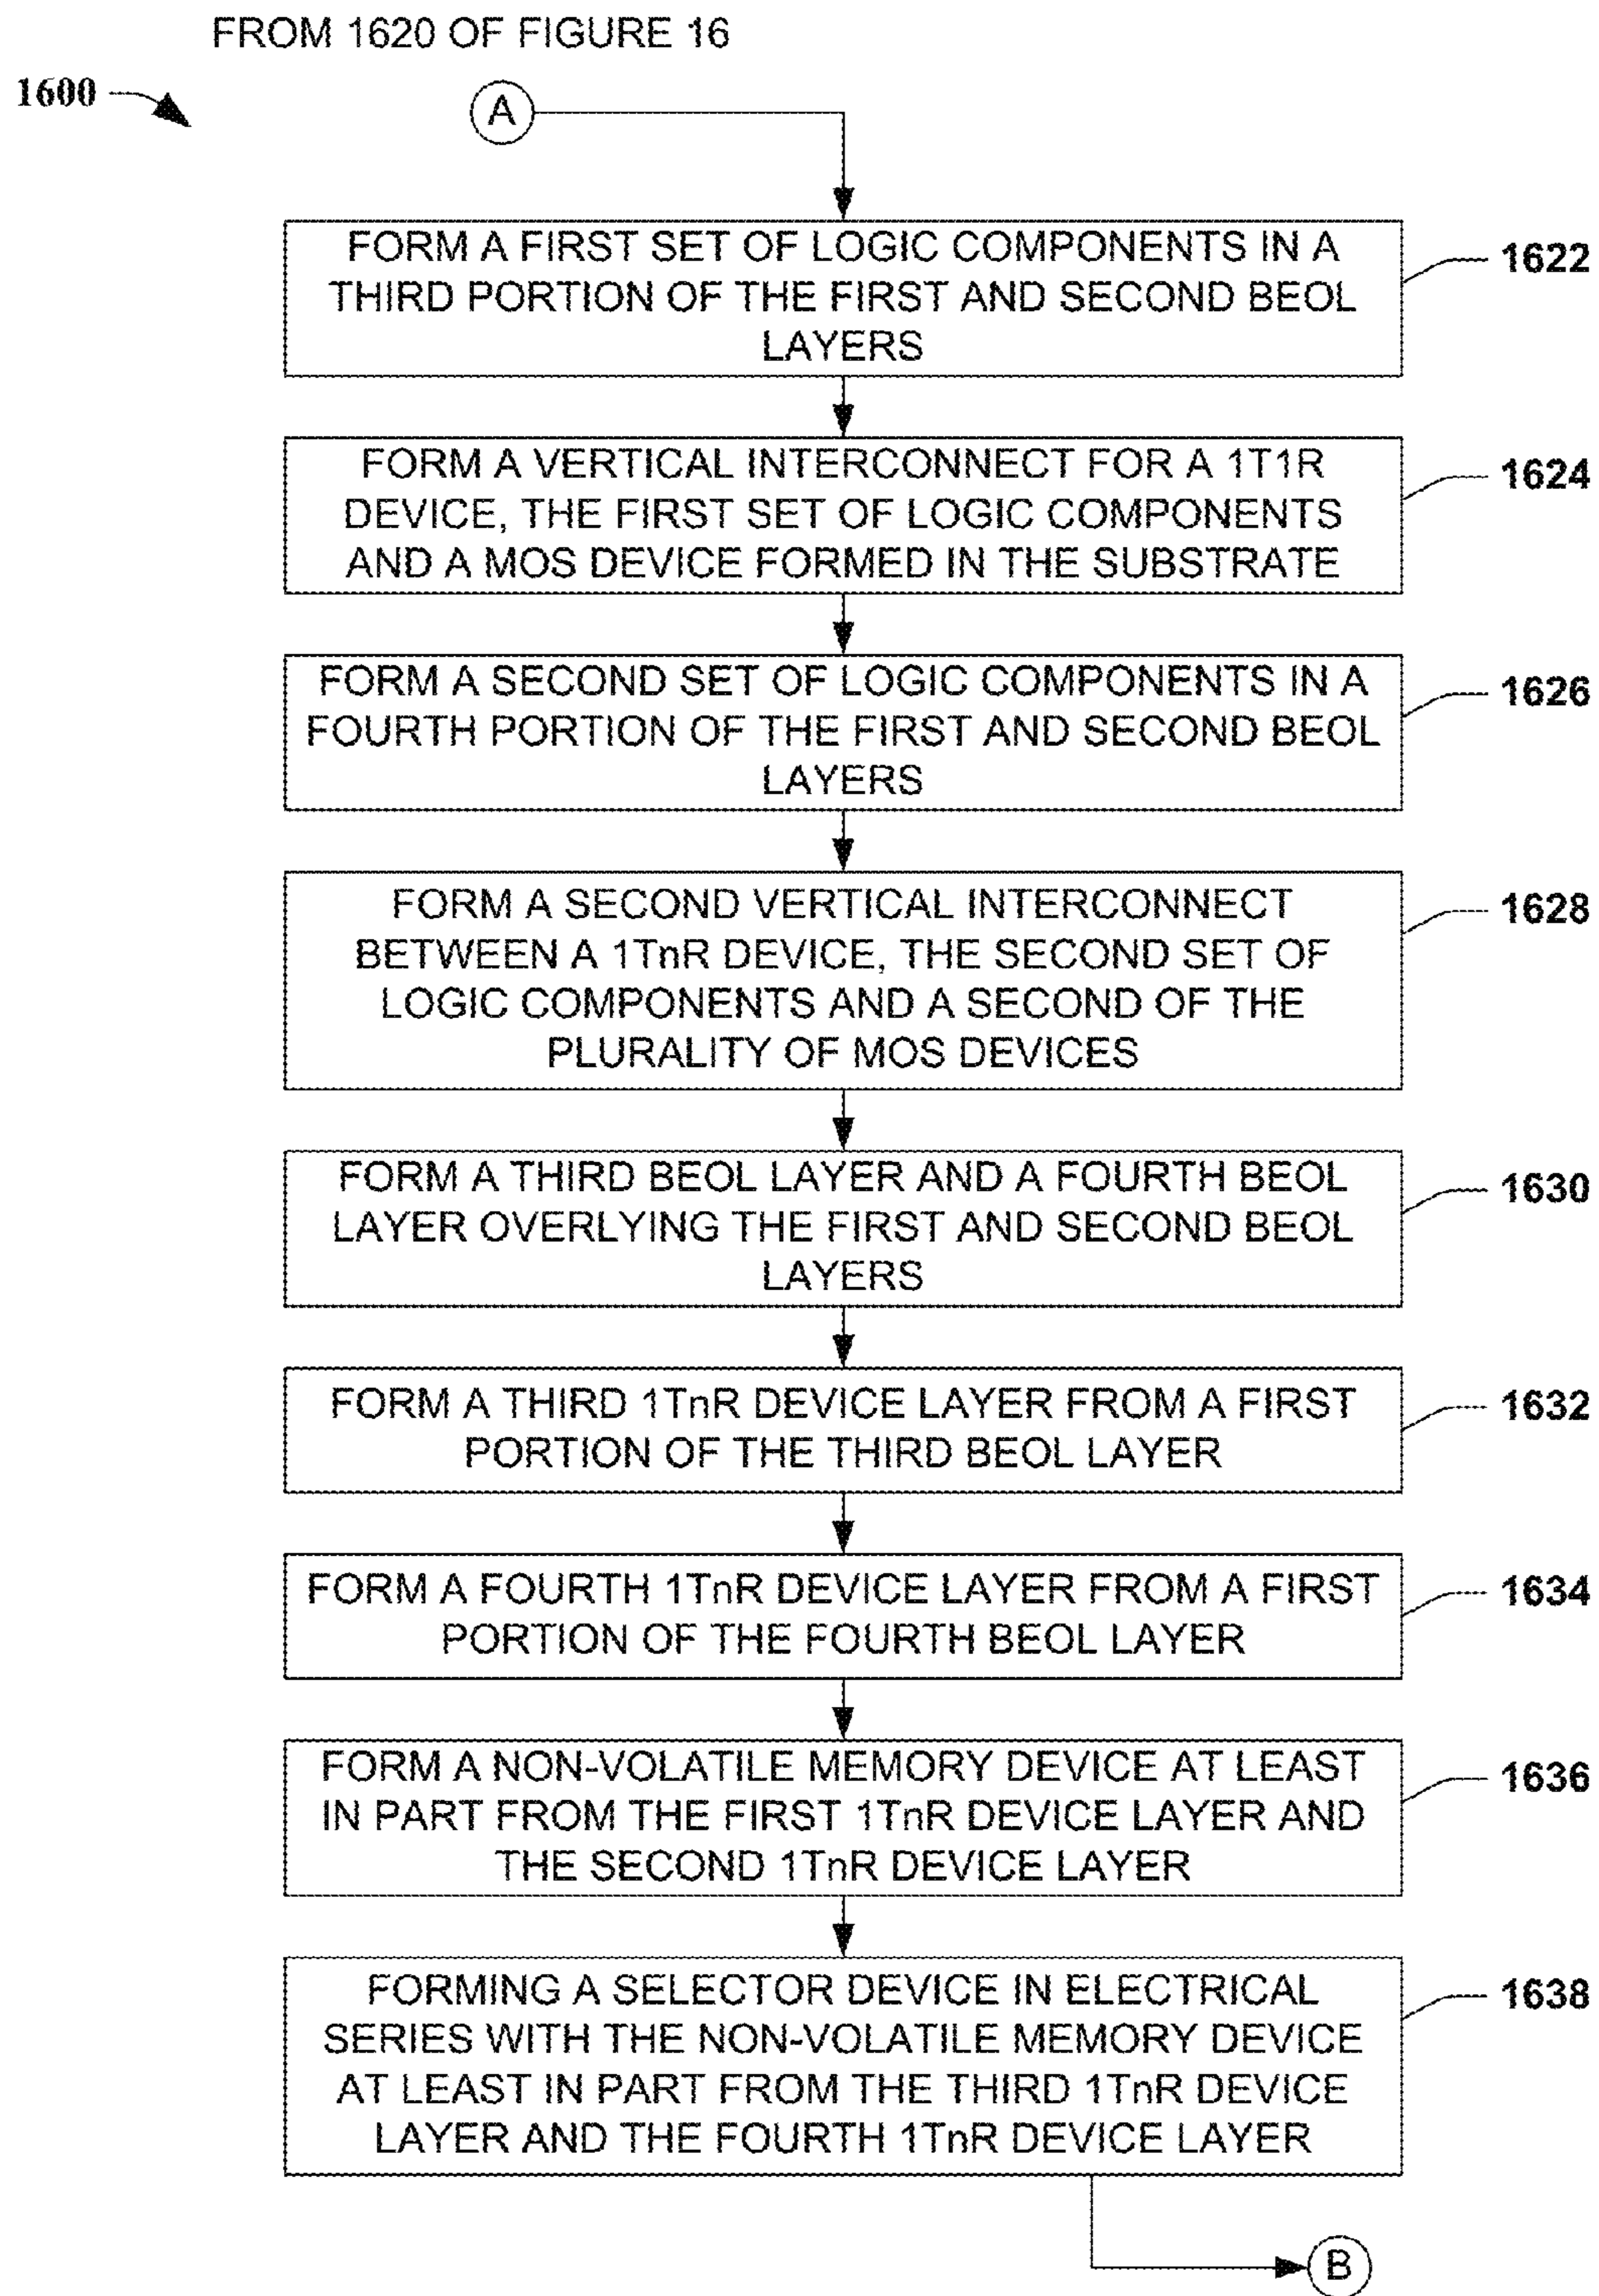 FROM 1620 OF FIGURE 16
1600
A
FORM A FIRST SET OF LOGIC COMPONENTS IN A
THIRD PORTION OF THE FIRST AND SECOND BEOL
LAYERS
1622
FORM A VERTICAL INTERCONNECT FOR A 1T1R
DEVICE, THE FIRST SET OF LOGIC COMPONENTS
AND A MOS DEVICE FORMED IN THE SUBSTRATE
1624
FORM A SECOND SET OF LOGIC COMPONENTS IN A
FOURTH PORTION OF THE FIRST AND SECOND BEOL
LAYERS
1626
FORM A SECOND VERTICAL INTERCONNECT
BETWEEN A 1TnR DEVICE, THE SECOND SET OF
LOGIC COMPONENTS AND A SECOND OF THE
PLURALITY OF MOS DEVICES
1628
FORM A THIRD BEOL LAYER AND A FOURTH BEOL
LAYER OVERLYING THE FIRST AND SECOND BEOL
LAYERS
1630
FORM A THIRD 1TnR DEVICE LAYER FROM A FIRST
PORTION OF THE THIRD BEOL LAYER
1632
FORM A FOURTH 1TnR DEVICE LAYER FROM A FIRST
PORTION OF THE FOURTH BEOL LAYER
1634
FORM A NON-VOLATILE MEMORY DEVICE AT LEAST
IN PART FROM THE FIRST 1TnR DEVICE LAYER AND
THE SECOND 1TnR DEVICE LAYER
1636
FORMING A SELECTOR DEVICE IN ELECTRICAL
SERIES WITH THE NON-VOLATILE MEMORY DEVICE
AT LEAST IN PART FROM THE THIRD 1TnR DEVICE
LAYER AND THE FOURTH 1TnR DEVICE LAYER
1638
B